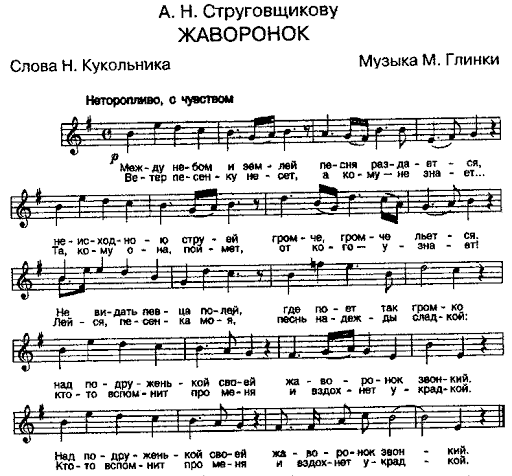 А. Н. Струговщикову
ЖАВОРОНОК
Слова Н. Кукольника
Музыка М. Глинки
Неторопливо, с чувством
p
Меж-ду не-бом и зем-лей пе-сня раз-да-ет-ся,
Ве-тер пе-сен-ку не-сет, а ко-му-не зна-ет...
не-ис-ход-но-ю стру-ей гром-че, гром-че льет-ся.
Та, ко-му о-на, пой-мет, от ко-го-у-зна-ет!
Не ви-дать пев-ца по-лей, где по-ет так гром-ко
Лей-ся, пе-сен-ка мо-я, песнь на-деж-ды слад-кой:
над по-дру-жень-кой сво-ей жа-во-ро-нок звон-кий.
кто-то вспом-нит про ме-ня и вздох-нет у-крад-кой.
Над по-дру-жень-кой сво-ей жа-во-ро-нок звон-кий.
Кто-то вспом-нит про ме-ня и вздох-нет у-крад-кой.